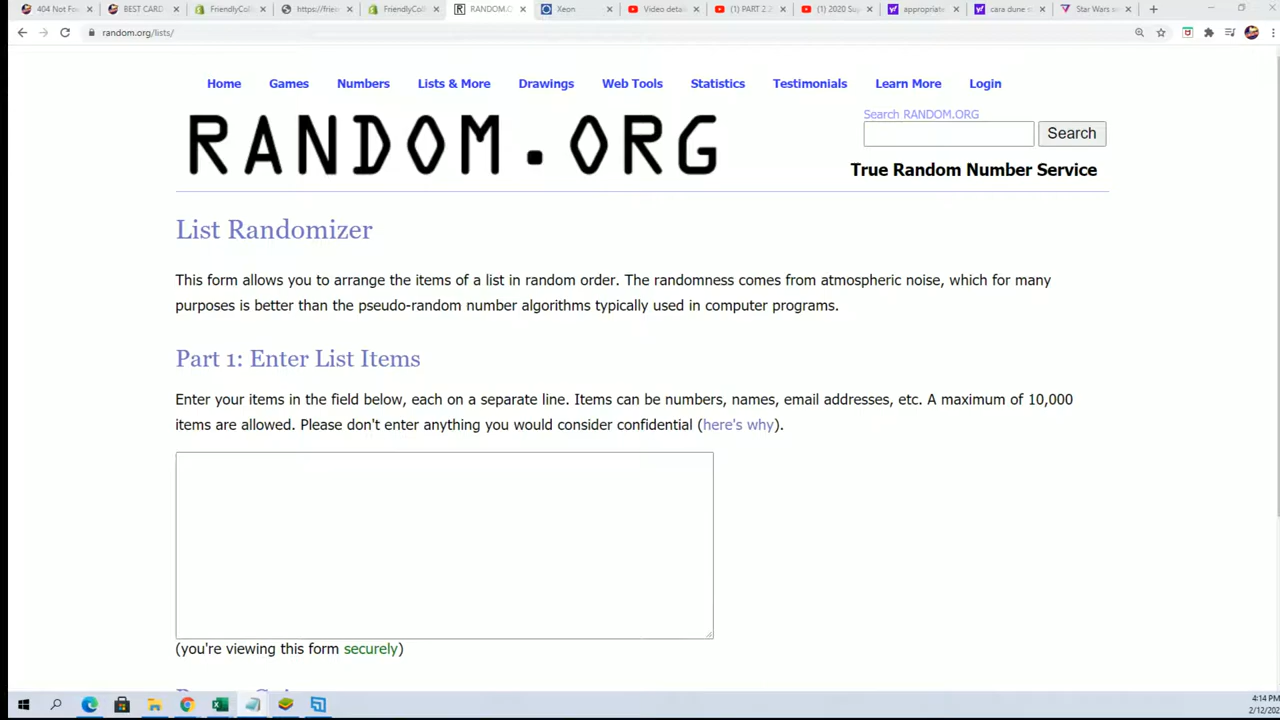 404 Not Fo
BEST CARD
FriendlyColl
https://frien
FriendlyColl
RANDOM.O
Xeon
Video detai
(1) PART 2 2
(1) 2020 Su
appropriate
cara dune s
Star Wars s
random.org/lists/
Home Games Numbers Lists & More Drawings Web Tools Statistics Testimonials Learn More Login
Search RANDOM.ORG
RANDOM.ORG
Search
True Random Number Service
List Randomizer
This form allows you to arrange the items of a list in random order. The randomness comes from atmospheric noise, which for many
purposes is better than the pseudo-random number algorithms typically used in computer programs.
Part 1: Enter List Items
Enter your items in the field below, each on a separate line. Items can be numbers, names, email addresses, etc. A maximum of 10,000
items are allowed. Please don't enter anything you would consider confidential (here's why).
(you're viewing this form securely)
4:14 PM
2/12/202